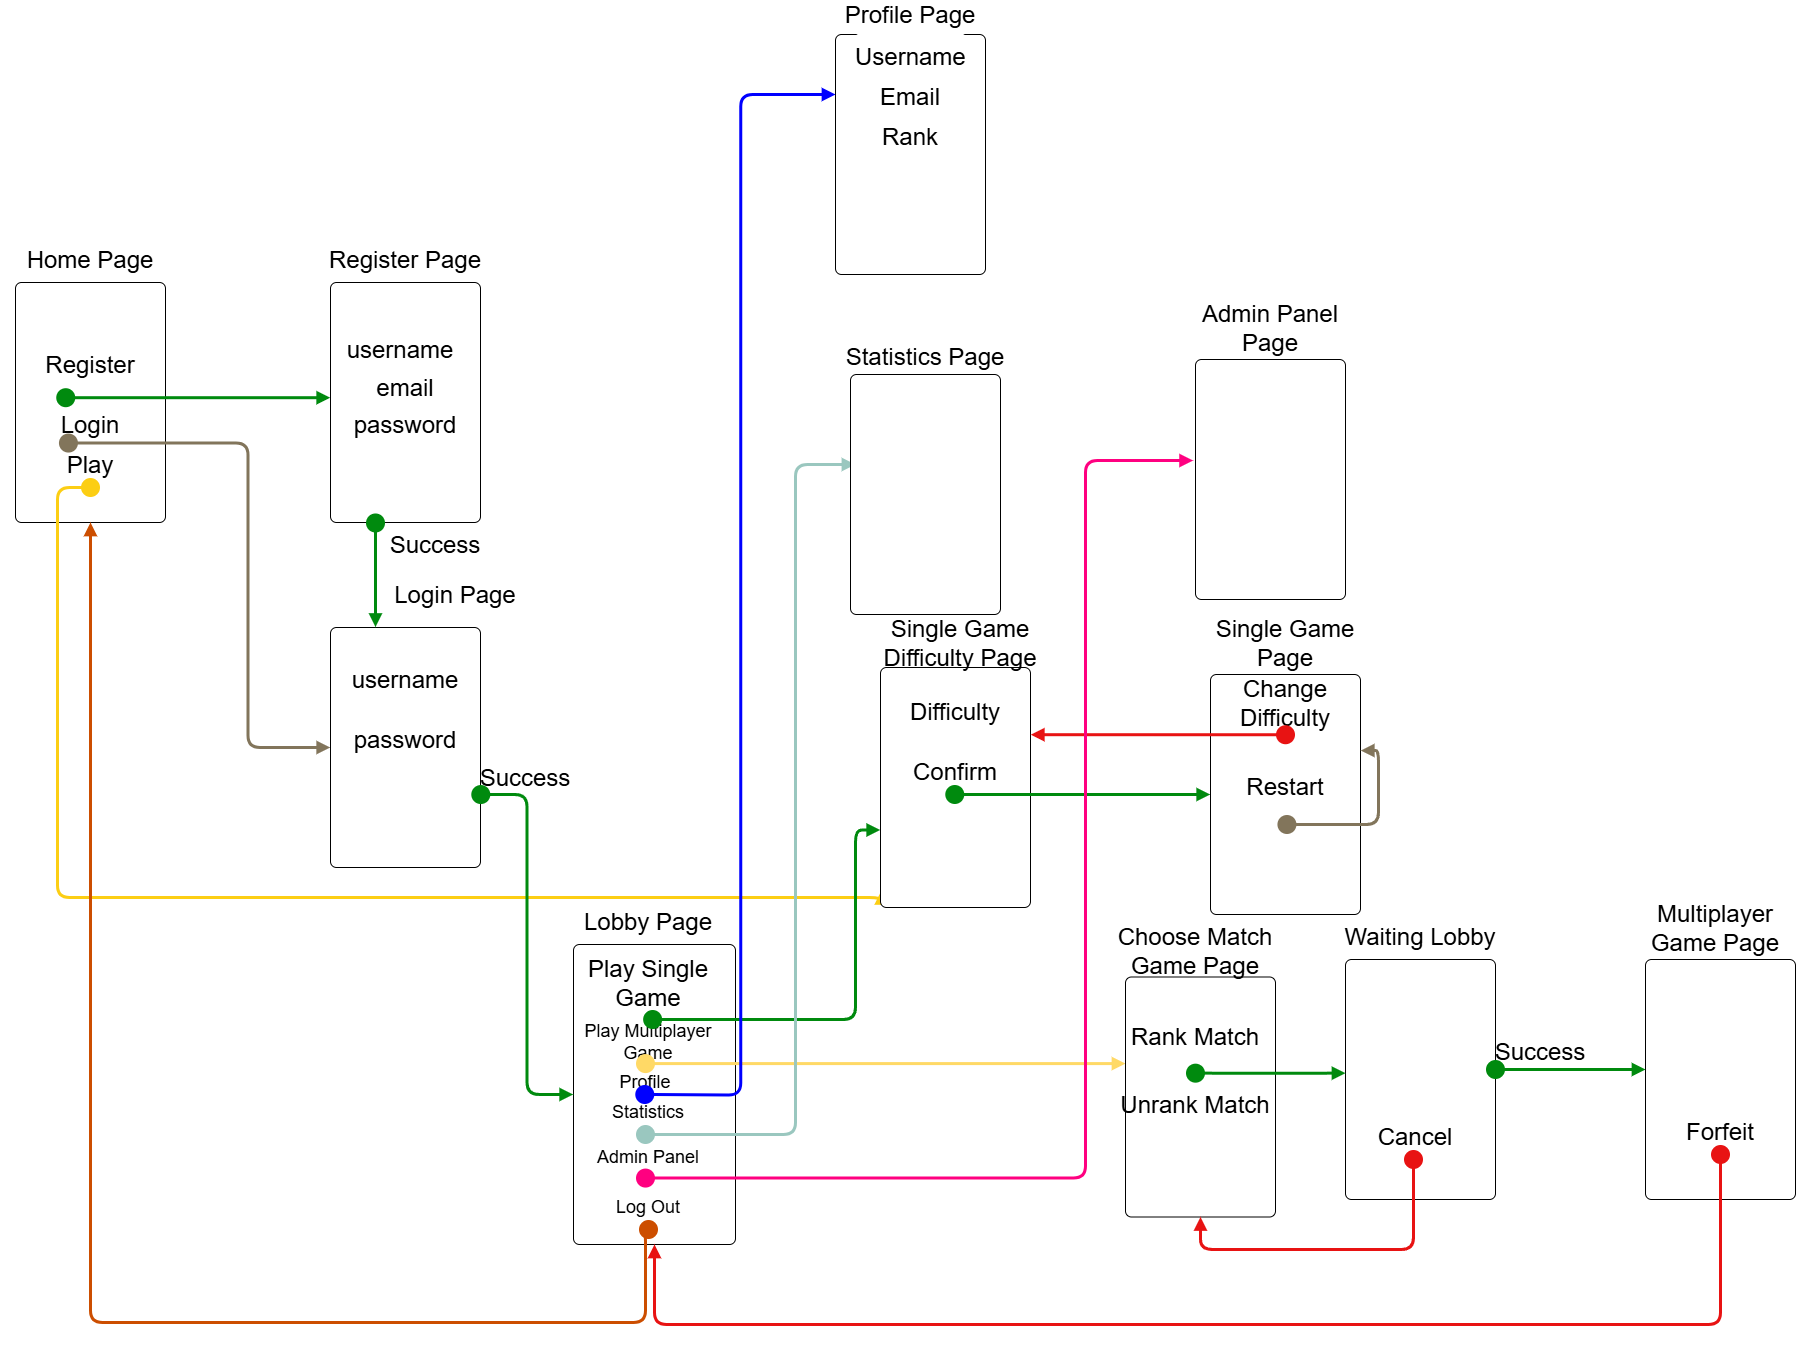 Profile Page
Username
Email
Rank
Home Page
Register
Login
Play
Register Page
username
email
password
Success
Login Page
username
password
Success
Statistics Page
Admin Panel
Page
Single Game
Difficulty Page
Difficulty
Confirm
Single Game
Page
Change
Difficulty
Restart
Lobby Page
Play Single
Game
Play Multiplayer
Game
Profile
Statistics
Admin Panel
Log Out
Choose Match
Game Page
Rank Match
Unrank Match
Waiting Lobby
Success
Cancel
Multiplayer
Game Page
Forfeit